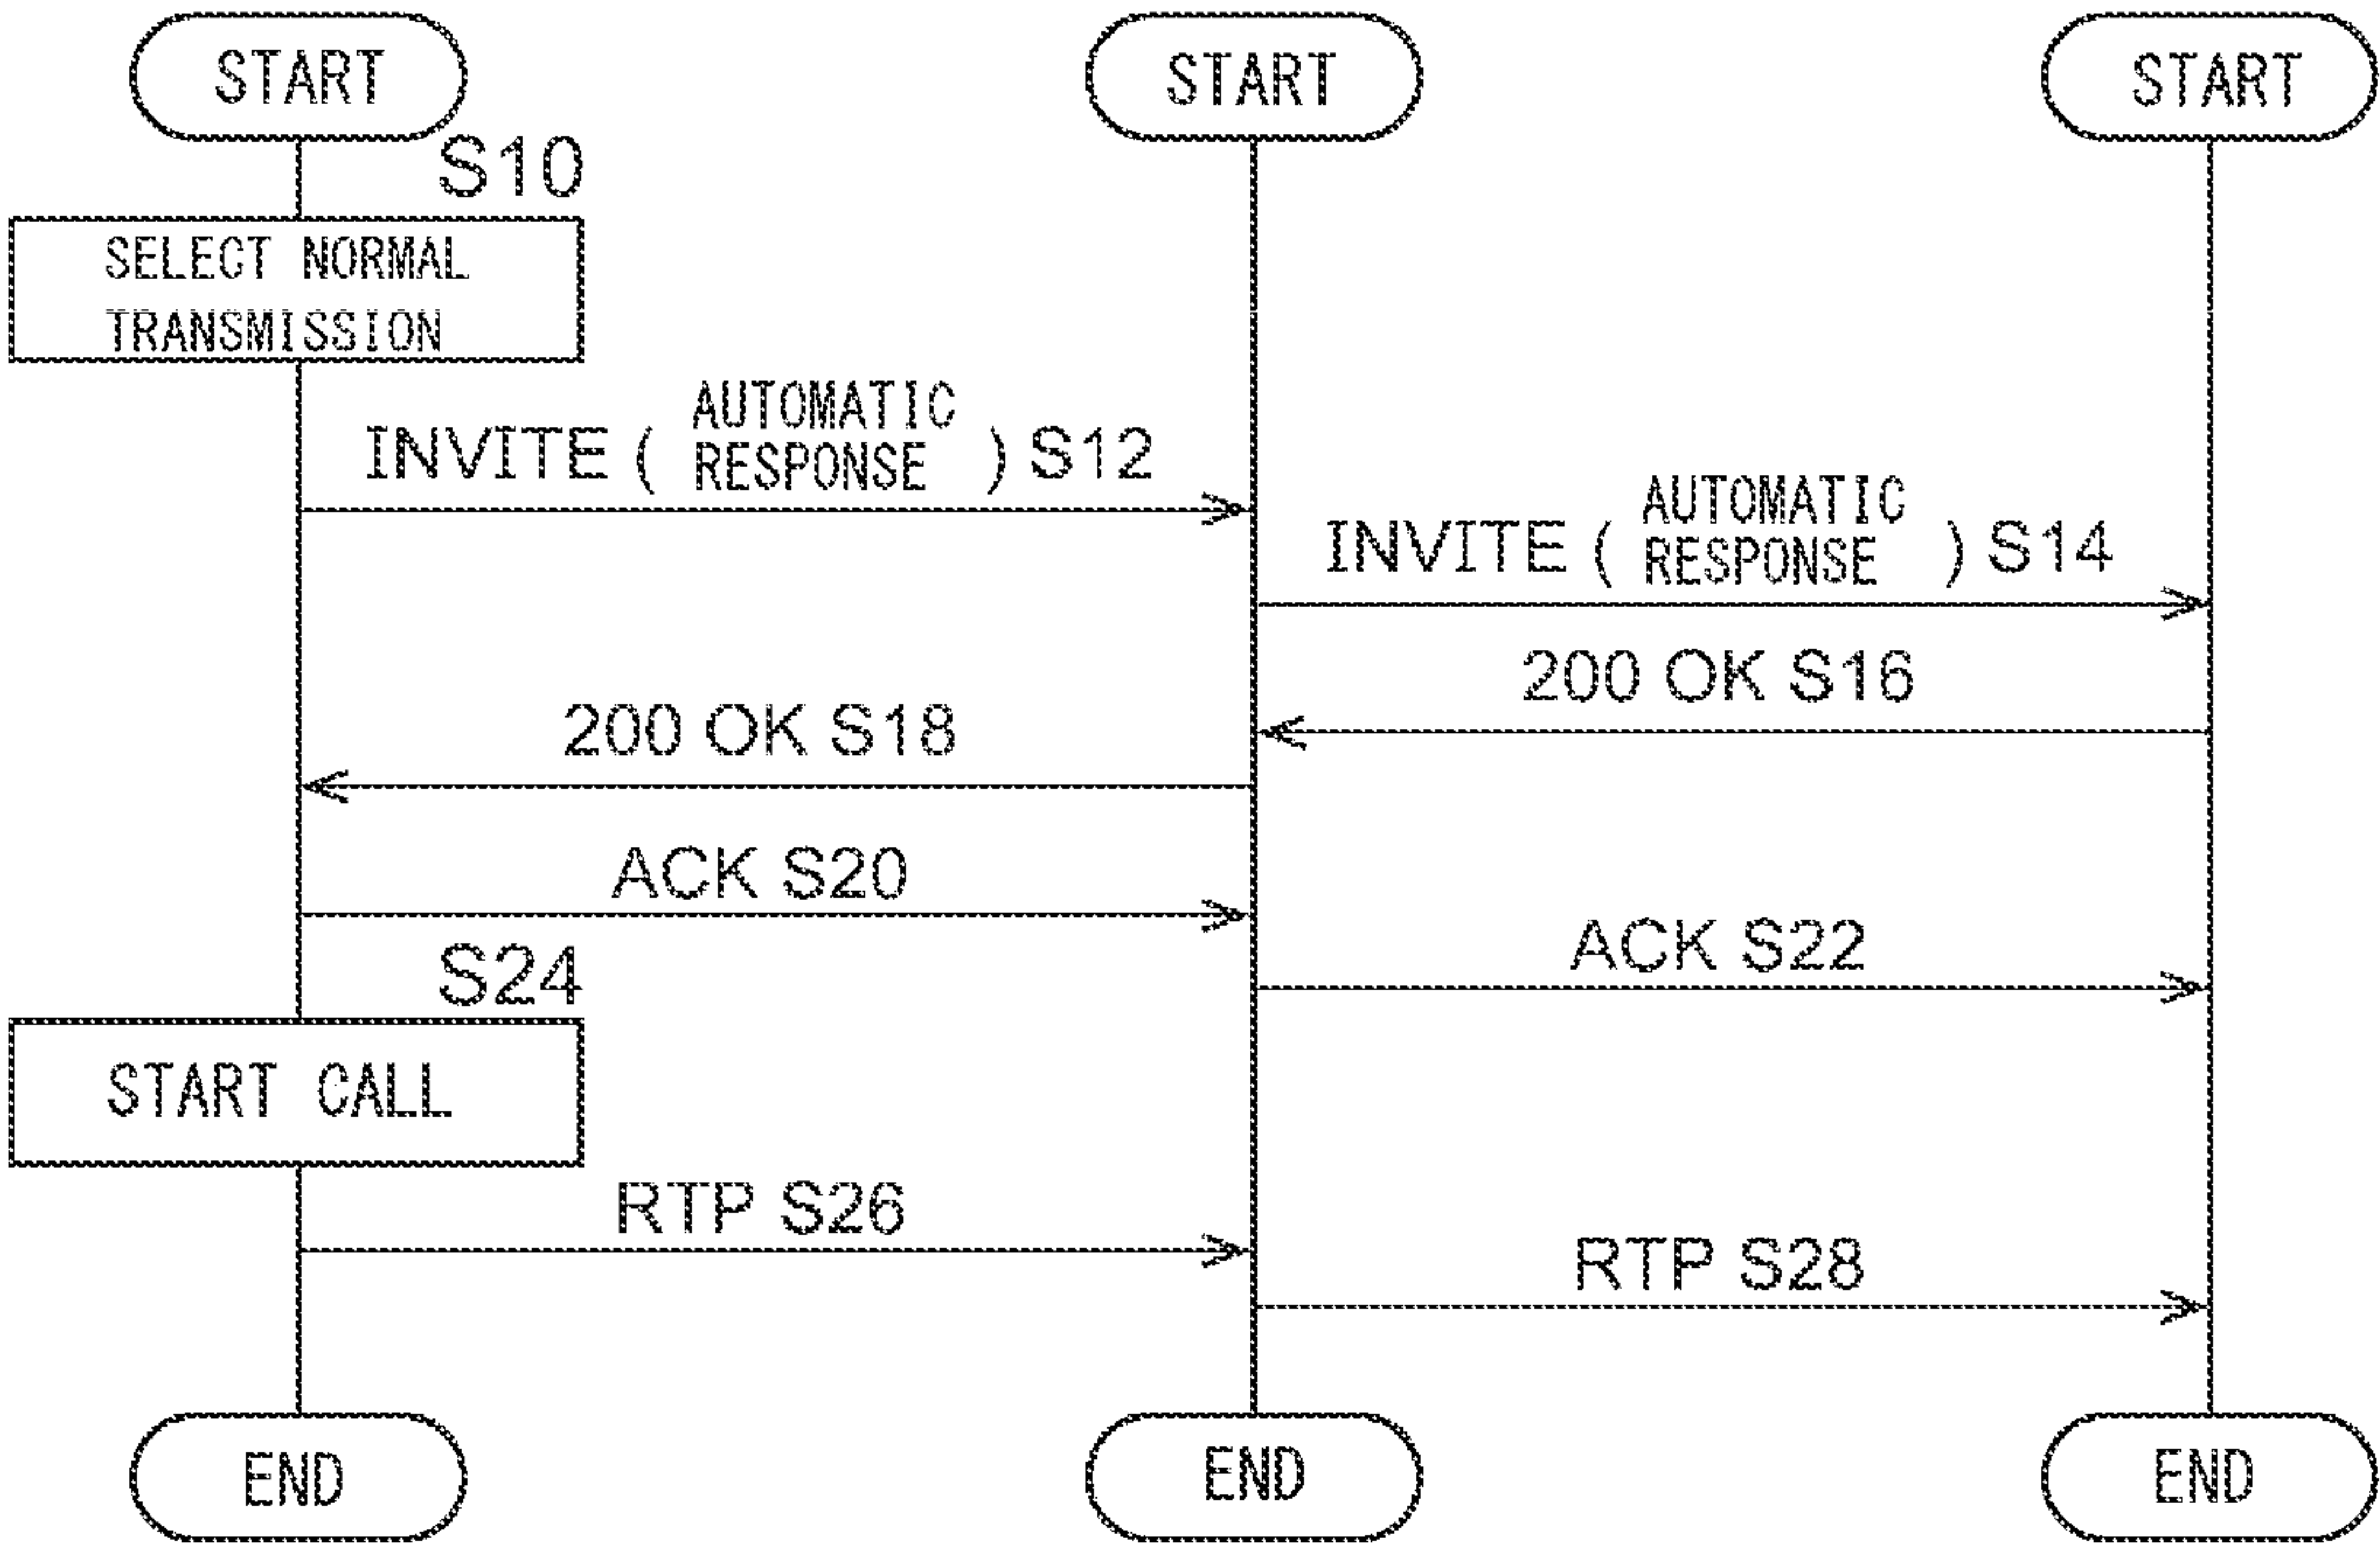 START
START
START
S10
SELECT NORMAL
TRANSMISSION
INVITE ( AUTOMATIC
RESPONSE ) S12
INVITE ( AUTOMATIC
RESPONSE ) S14
200 OK S16
200 OK S18
ACK S20
ACK S22
S24
START CALL
RTP S26
RTP S28
END
END
END